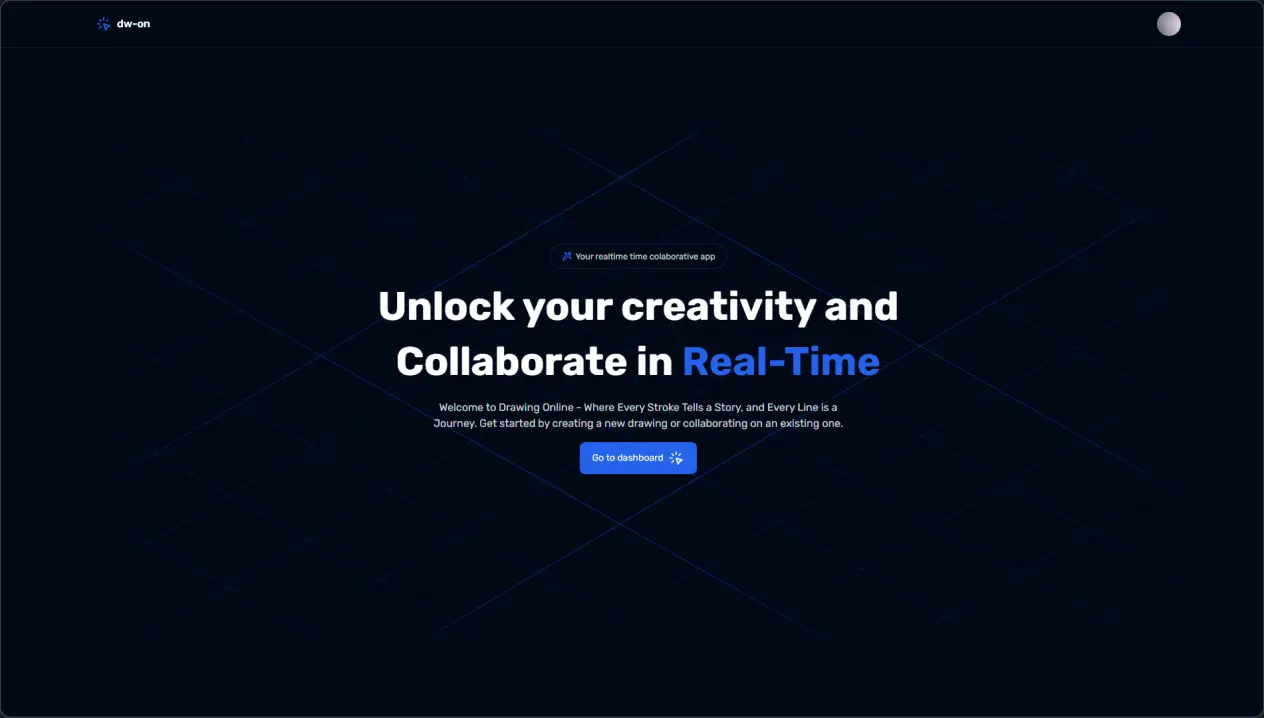 dw-on
Your realtime time colaborative app
Unlock your creativity and
Collaborate in Real-Time
Welcome to Drawing Online - Where Every Stroke Tells a Story, and Every Line is a
Journey. Get started by creating a new drawing or collaborating on an existing one.
Go to dashboard